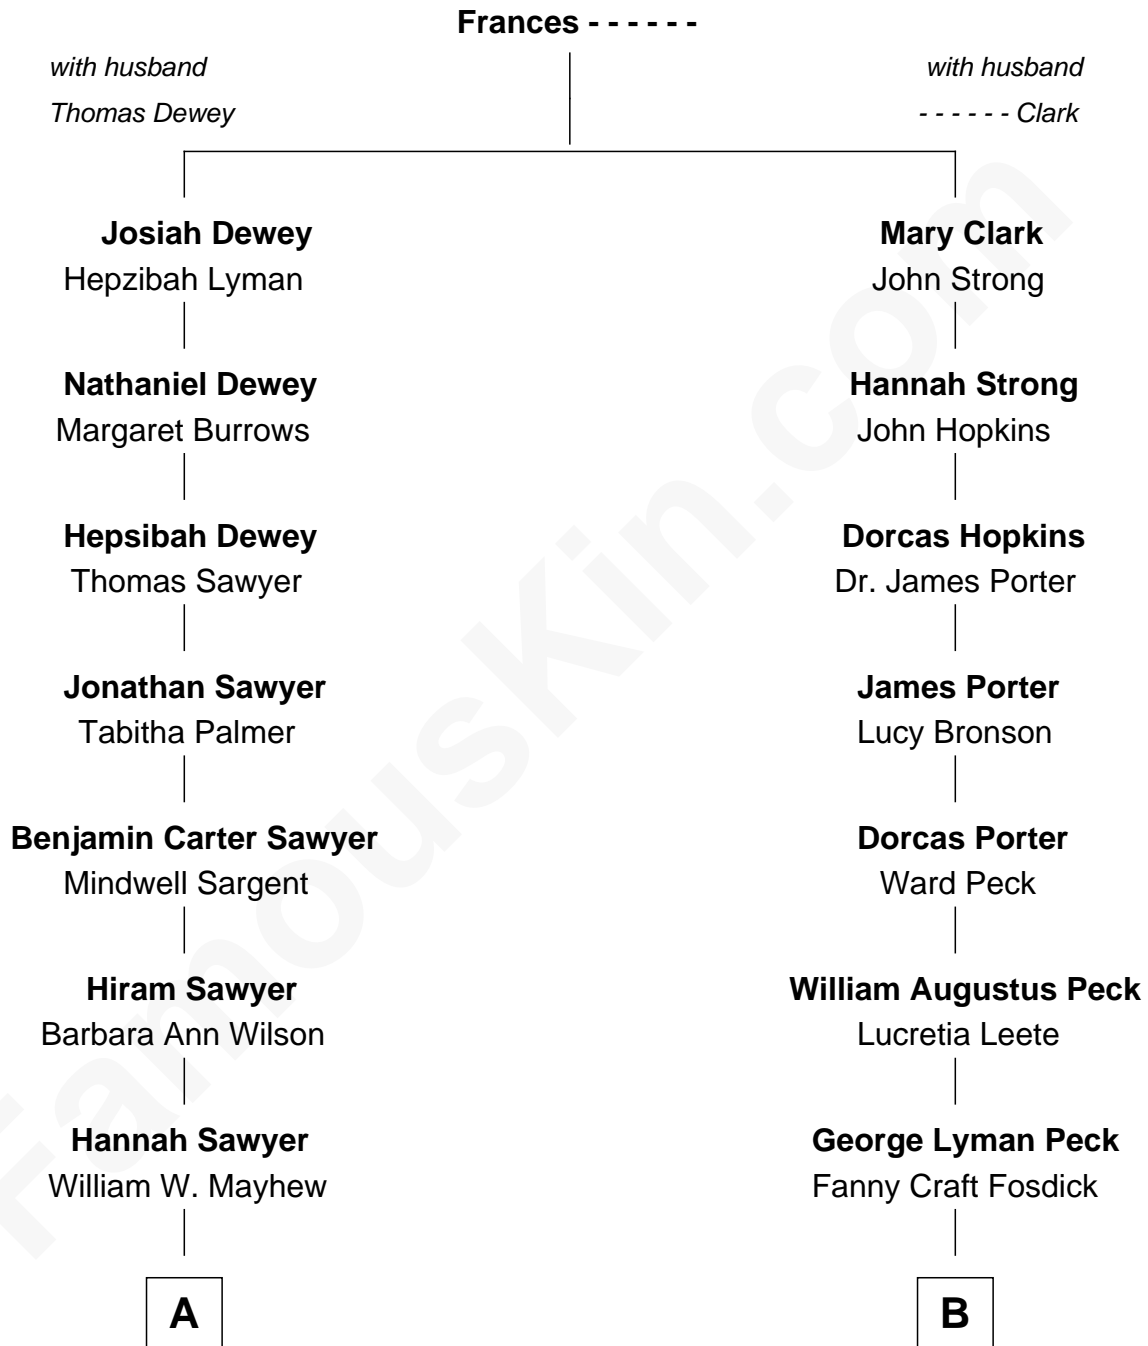 Frances - - - - - -
with husband
Thomas Dewey
with husband
- - - - - - Clark
Josiah Dewey
Hepzibah Lyman
Mary Clark
John Strong
Nathaniel Dewey
Margaret Burrows
Hannah Strong
John Hopkins
Hepsibah Dewey
Thomas Sawyer
Dorcas Hopkins
Dr. James Porter
Jonathan Sawyer
Tabitha Palmer
James Porter
Lucy Bronson
Benjamin Carter Sawyer
Mindwell Sargent
Dorcas Porter
Ward Peck
Hiram Sawyer
Barbara Ann Wilson
William Augustus Peck
Lucretia Leete
Hannah Sawyer
William W. Mayhew
George Lyman Peck
Fanny Craft Fosdick
A
B
FamousKin.com